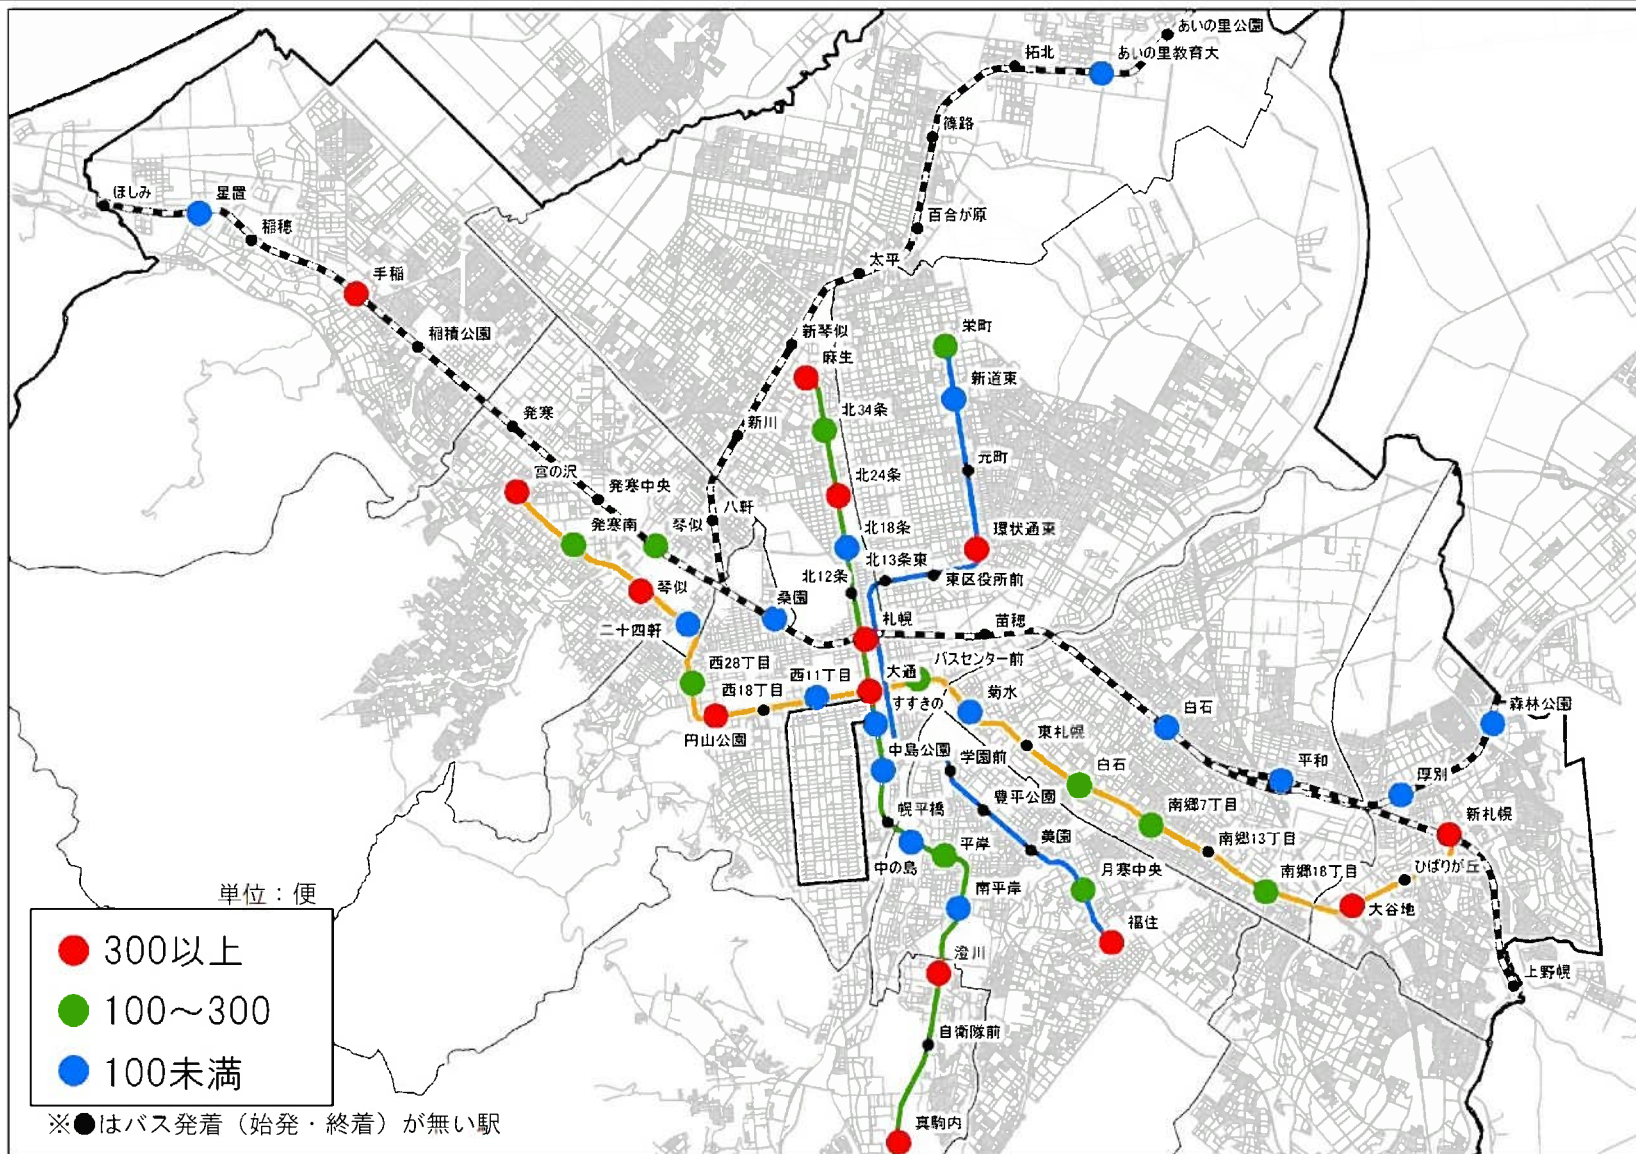 あいの里公園
拓北
あいの里教育大
篠路
ほしみ
星置
稲穂
百合が原
太平
手稲
稲積公園
新琴似
麻生
栄町
新道東
発寒
新川
北34条
元町
宮の沢
発寒中央
北24条
発寒南
琴似
八軒
北18条
環状通東
北13条東
北12条
東区役所前
琴似
桑園
二十四軒
札幌
苗穂
西28丁目
西18丁目
西11丁目
大通
バスセンター前
すすきの
菊水
円山公園
中島公園
学園前
東札幌
白石
森林公園
白石
平和
厚別
豊平公園
幌平橋
美園
南郷7丁目
新札幌
南郷13丁目
中の島
平岸
月寒中央
南郷18丁目
ひばりが丘
南平岸
福住
大谷地
澄川
上野幌
自衛隊前
真駒内
単位：便
300以上
100～300
100未満
※●はバス発着（始発・終着）が無い駅